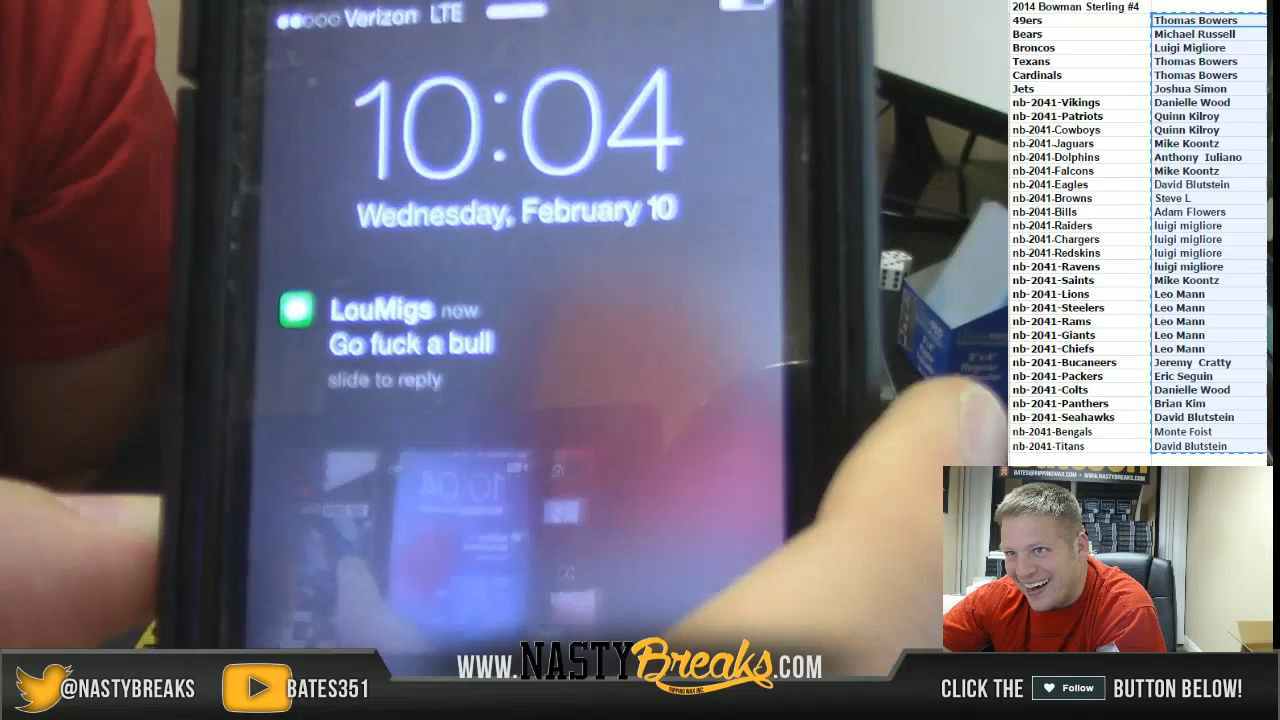 Verizon LTE
10:04
Wednesday, February 10
LouMigs now
Go fuck a bull
slide to reply
2014 Bowman Sterling #4
49ers Thomas Bowers
Bears Michael Russell
Broncos Luigi Migliore
Texans Thomas Bowers
Cardinals Thomas Bowers
Jets Joshua Simon
nb-2041-Vikings Danielle Wood
nb-2041-Patriots Quinn Kilroy
nb-2041-Cowboys Quinn Kilroy
nb-2041-Jaguars Mike Koontz
nb-2041-Dolphins Anthony Iuliano
nb-2041-Falcons Mike Koontz
nb-2041-Eagles David Blutstein
nb-2041-Browns Steve L
nb-2041-Bills Adam Flowers
nb-2041-Raiders luigi migliore
nb-2041-Chargers luigi migliore
nb-2041-Redskins luigi migliore
nb-2041-Ravens luigi migliore
nb-2041-Saints Mike Koontz
nb-2041-Lions Leo Mann
nb-2041-Steelers Leo Mann
nb-2041-Rams Leo Mann
nb-2041-Giants Leo Mann
nb-2041-Chiefs Leo Mann
nb-2041-Bucaneers Jeremy Cratty
nb-2041-Packers Eric Seguin
nb-2041-Colts Danielle Wood
nb-2041-Panthers Brian Kim
nb-2041-Seahawks David Blutstein
nb-2041-Bengals Monte Foist
nb-2041-Titans David Blutstein
BATES@RIPPINGWAX.COM • WWW.NASTYBREAKS.COM
@NASTYBREAKS
BATES351
WWW.NASTYBreaks.COM
RIPPING WAX INC.
CLICK THE Follow BUTTON BELOW!